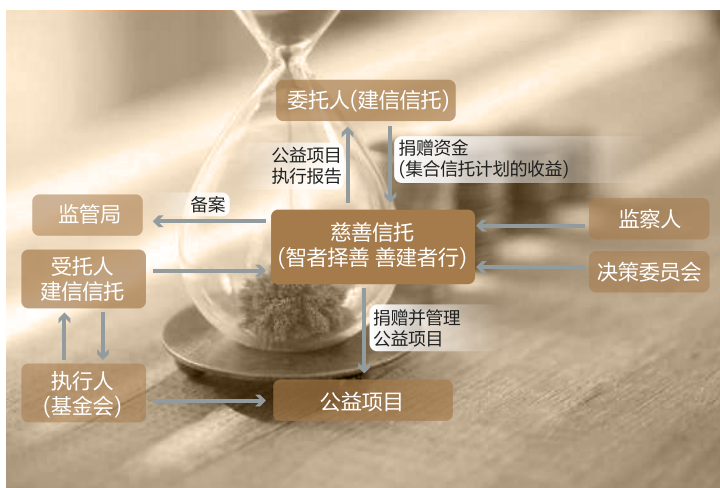 委托人(建信信托)
公益项目
执行报告
捐赠资金
(集合信托计划的收益)
监管局
备案
慈善信托
(智者择善 善建者行)
监察人
受托人
建信信托
决策委员会
捐赠并管理
公益项目
执行人
(基金会)
公益项目